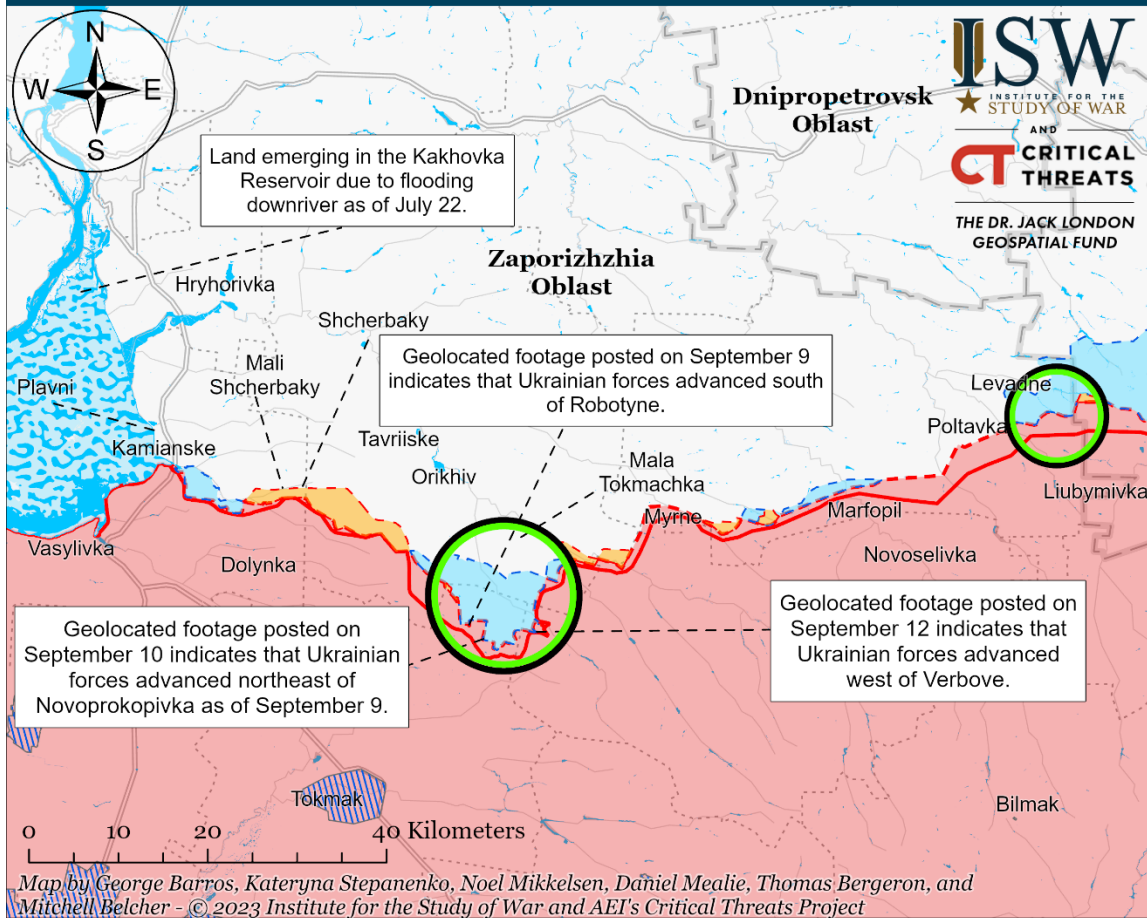 N
W
E
S
ISW
INSTITUTE FOR THE
STUDY OF WAR
AND
CT CRITICAL
THREATS
THE DR. JACK LONDON
GEOSPATIAL FUND
Dnipropetrovsk
Oblast
Land emerging in the Kakhovka
Reservoir due to flooding
downriver as of July 22.
Zaporizhzhia
Oblast
Hryhorivka
Shcherbaky
Geolocated footage posted on September 9
indicates that Ukrainian forces advanced south
of Robotyne.
Mali
Shcherbaky
Plavni
Levadne
Poltavka
Kamianske
Tavriiske
Orikhiv
Mala
Tokmachka
Myrne
Marfopil
Liubymivka
Vasylivka
Dolynka
Novoselivka
Geolocated footage posted on
September 10 indicates that Ukrainian
forces advanced northeast of
Novoprokopivka as of September 9.
Geolocated footage posted on
September 12 indicates that
Ukrainian forces advanced
west of Verbove.
Tokmak
Bilmak
0 10 20 40 Kilometers
Map by George Barros, Kateryna Stepanenko, Noel Mikkelsen, Daniel Mealie, Thomas Bergeron, and
Mitchell Belcher - © 2023 Institute for the Study of War and AEI's Critical Threats Project